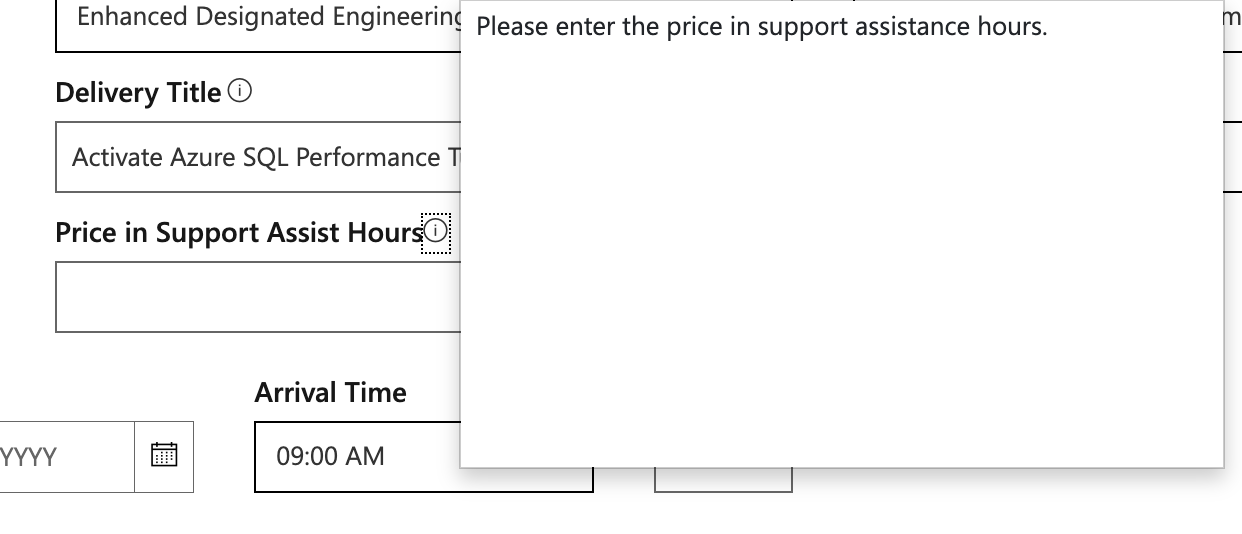 Enhanced Designated Engineering
Please enter the price in support assistance hours.
Delivery Title
Activate Azure SQL Performance
Price in Support Assist Hours
YYYY
Arrival Time
09:00 AM